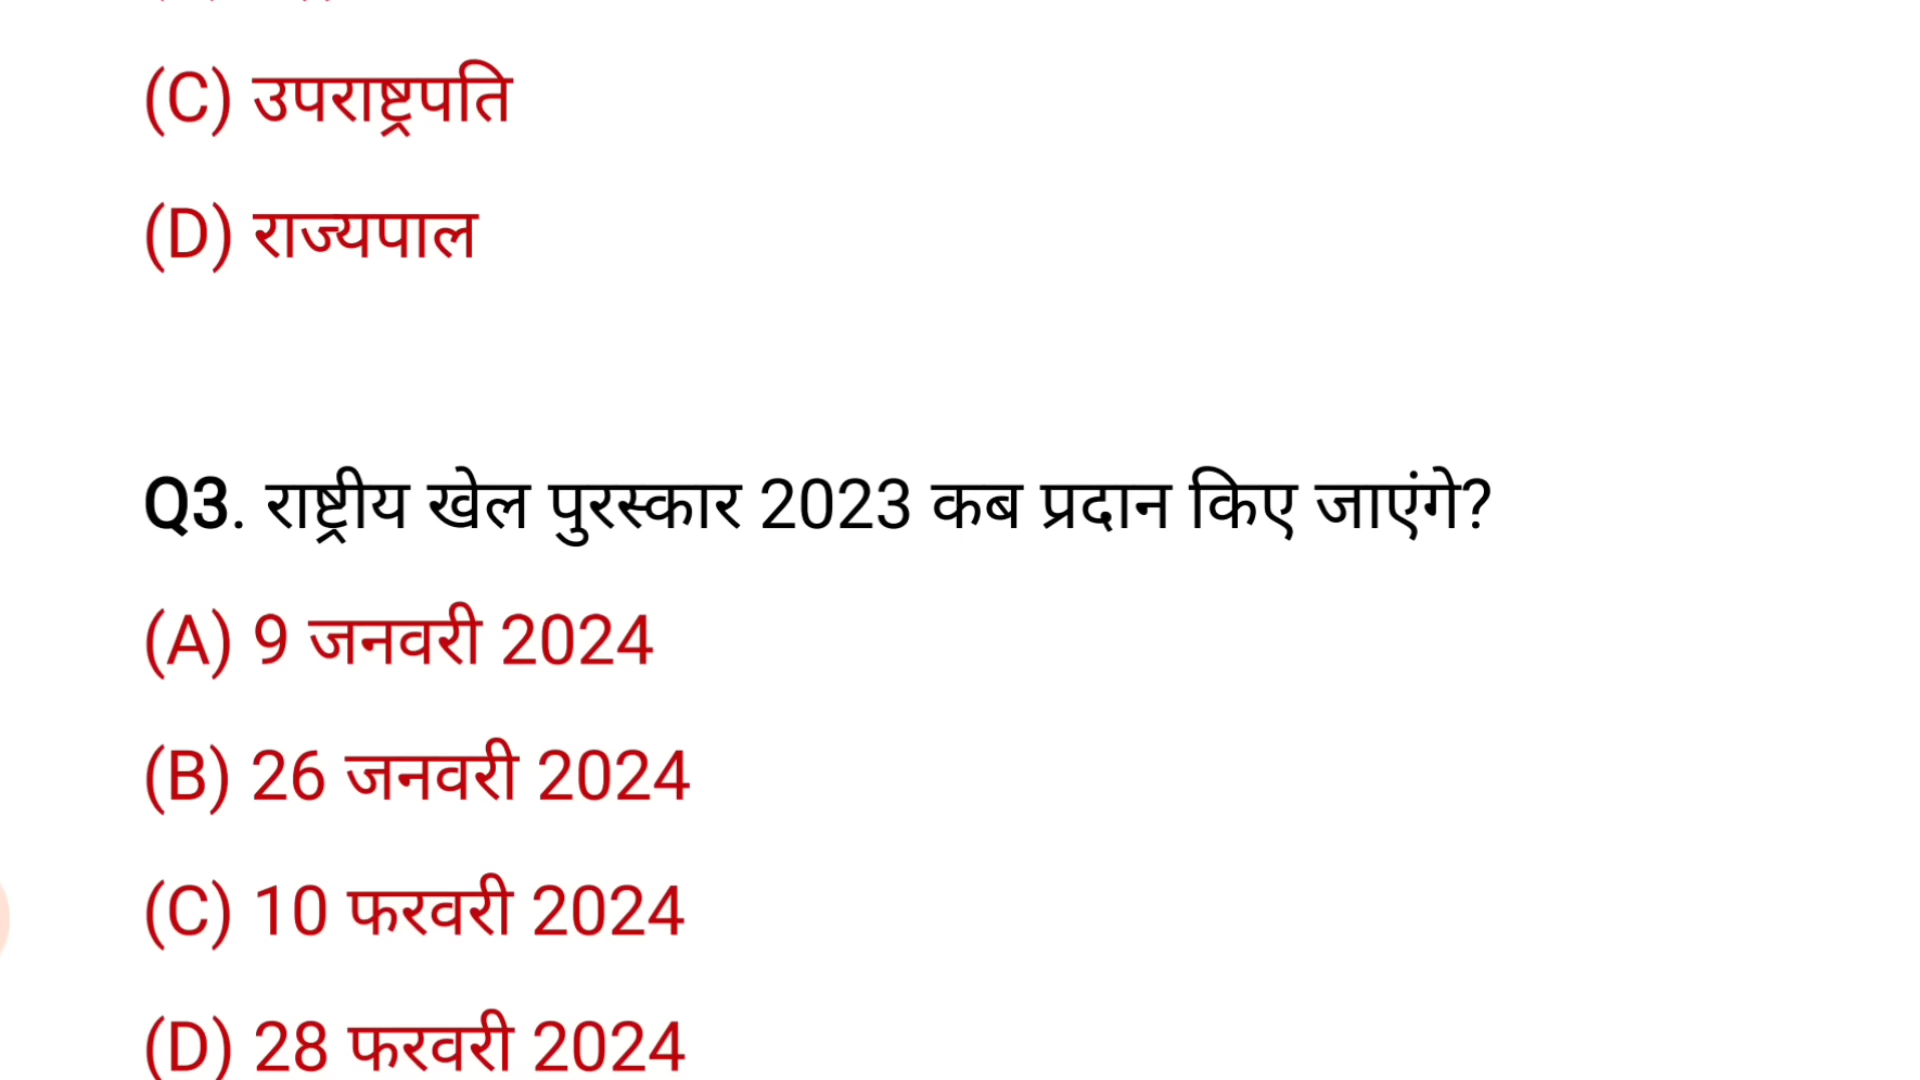 (C) उपराष्ट्रपति
(D) राज्यपाल
Q3. राष्ट्रीय खेल पुरस्कार 2023 कब प्रदान किए जाएंगे?
(A) 9 जनवरी 2024
(B) 26 जनवरी 2024
(C) 10 फरवरी 2024
(D) 28 फरवरी 2024